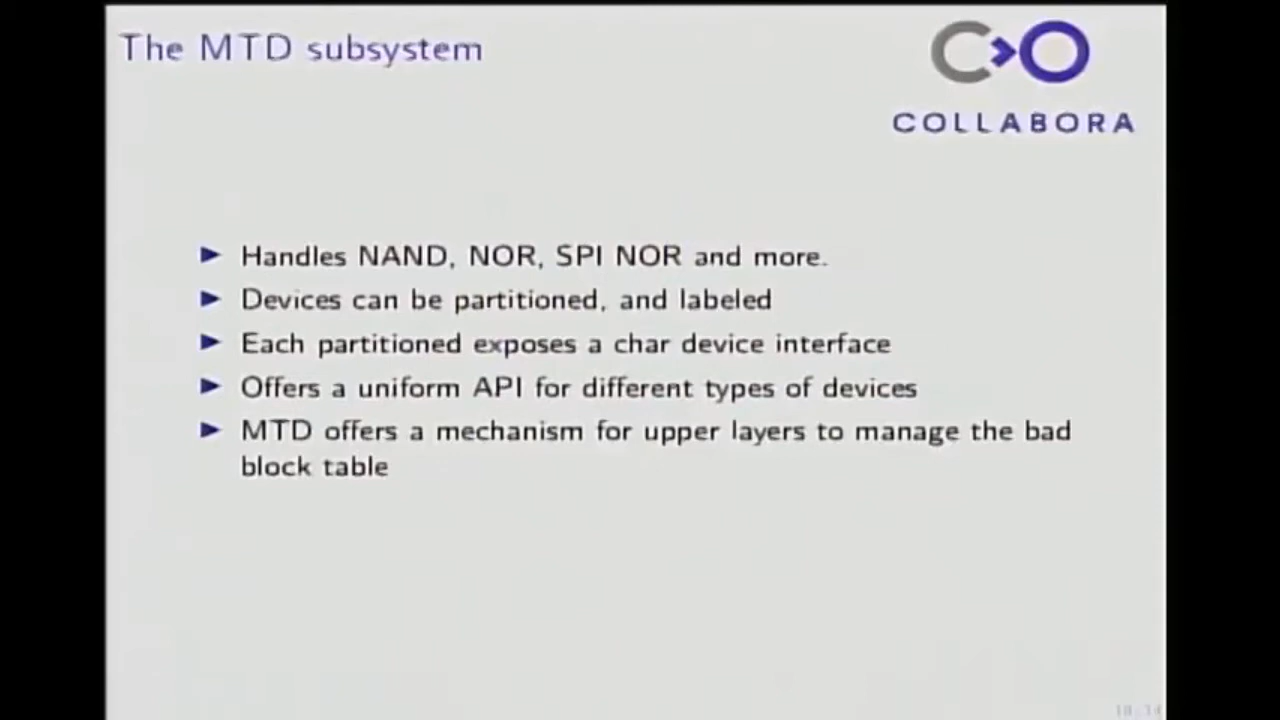 The MTD subsystem
COLLABORA
Handles NAND, NOR, SPI NOR and more.
Devices can be partitioned, and labeled
Each partitioned exposes a char device interface
Offers a uniform API for different types of devices
MTD offers a mechanism for upper layers to manage the bad
block table